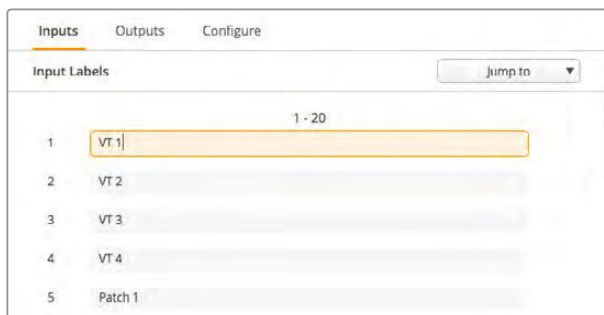 Inputs Outputs Configure
Input Labels Jump to
1 - 20
1 VT 1
2 VT 2
3 VT 3
4 VT 4
5 Patch 1